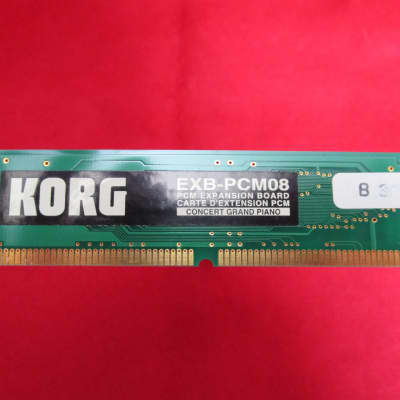 KORG
EXB-PCM08
PCM EXPANSION BOARD
CARTE D'EXTENSION PCM
CONCERT GRAND PIANO
B 3